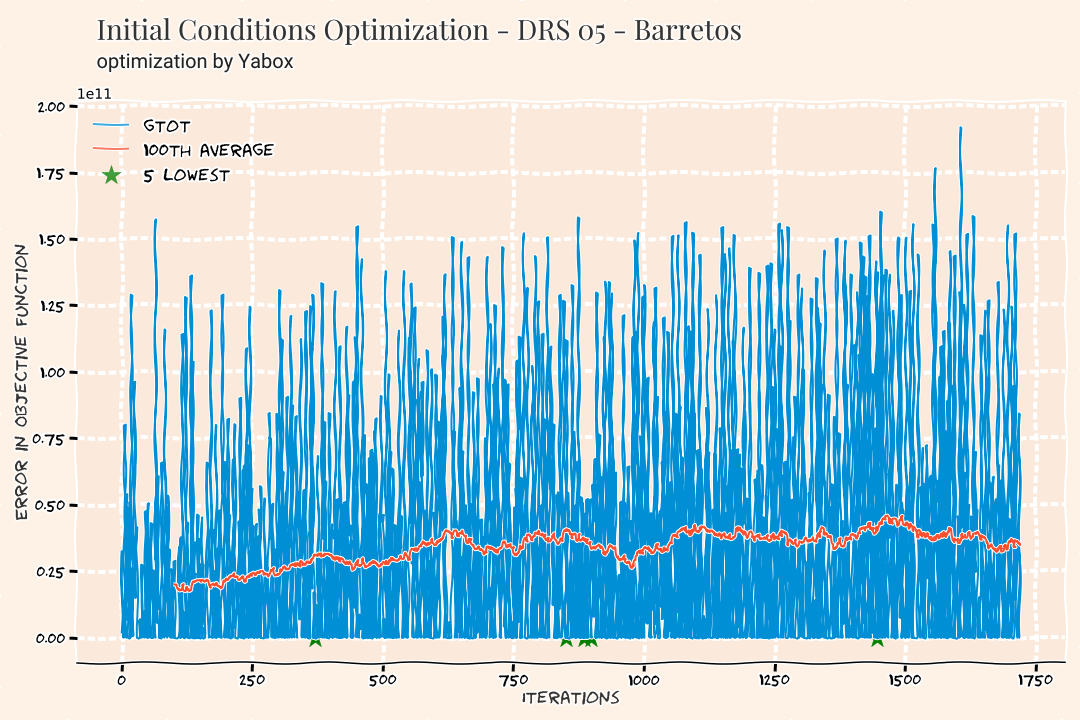 Initial Conditions Optimization - DRS 05 - Barretos
optimization by Yabox
1e11
2.00
1.75
1.50
1.25
1.00
0.75
0.50
0.25
0.00
ERROR IN OBJECTIVE FUNCTION
GTOT
100TH AVERAGE
5 LOWEST
0 250 500 750 1000 1250 1500 1750
ITERATIONS